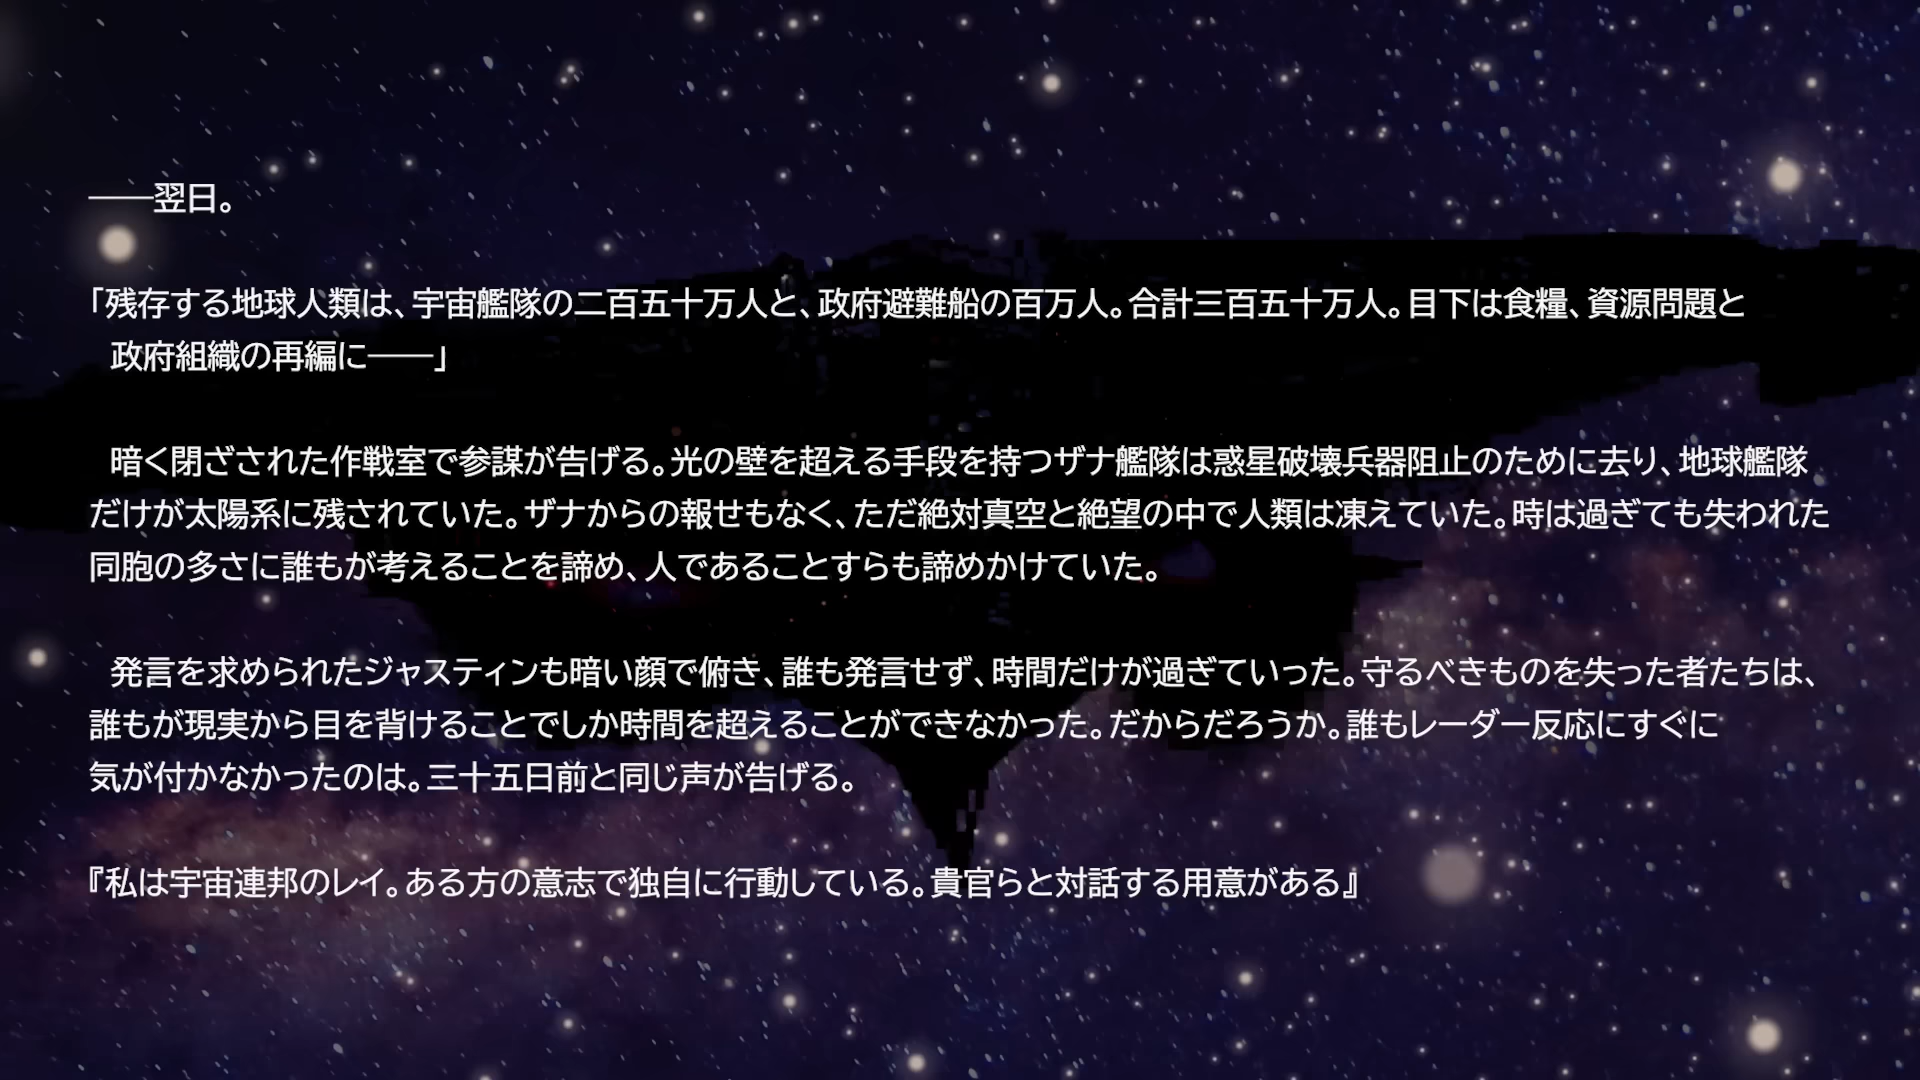 ――翌日。
「残存する地球人類は、宇宙艦隊の二百五十万人と、政府避難船の百万人。合計三百五十万人。目下は食糧、資源問題と
政府組織の再編に――」
暗く閉ざされた作戦室で参謀が告げる。光の壁を超える手段を持つザナ艦隊は惑星破壊兵器阻止のために去り、地球艦隊
だけが太陽系に残されていた。ザナからの報せもなく、ただ絶対真空と絶望の中で人類は凍えていた。時は過ぎても失われた
同胞の多さに誰もが考えることを諦め、人であることすらも諦めかけていた。
発言を求められたジャスティンも暗い顔で俯き、誰も発言せず、時間だけが過ぎていった。守るべきものを失った者たちは、
誰もが現実から目を背けることでしか時間を超えることができなかった。だからだろうか。誰もレーダー反応にすぐに
気が付かなかったのは。三十五日前と同じ声が告げる。
『私は宇宙連邦のレイ。ある方の意志で独自に行動している。貴官らと対話する用意がある』